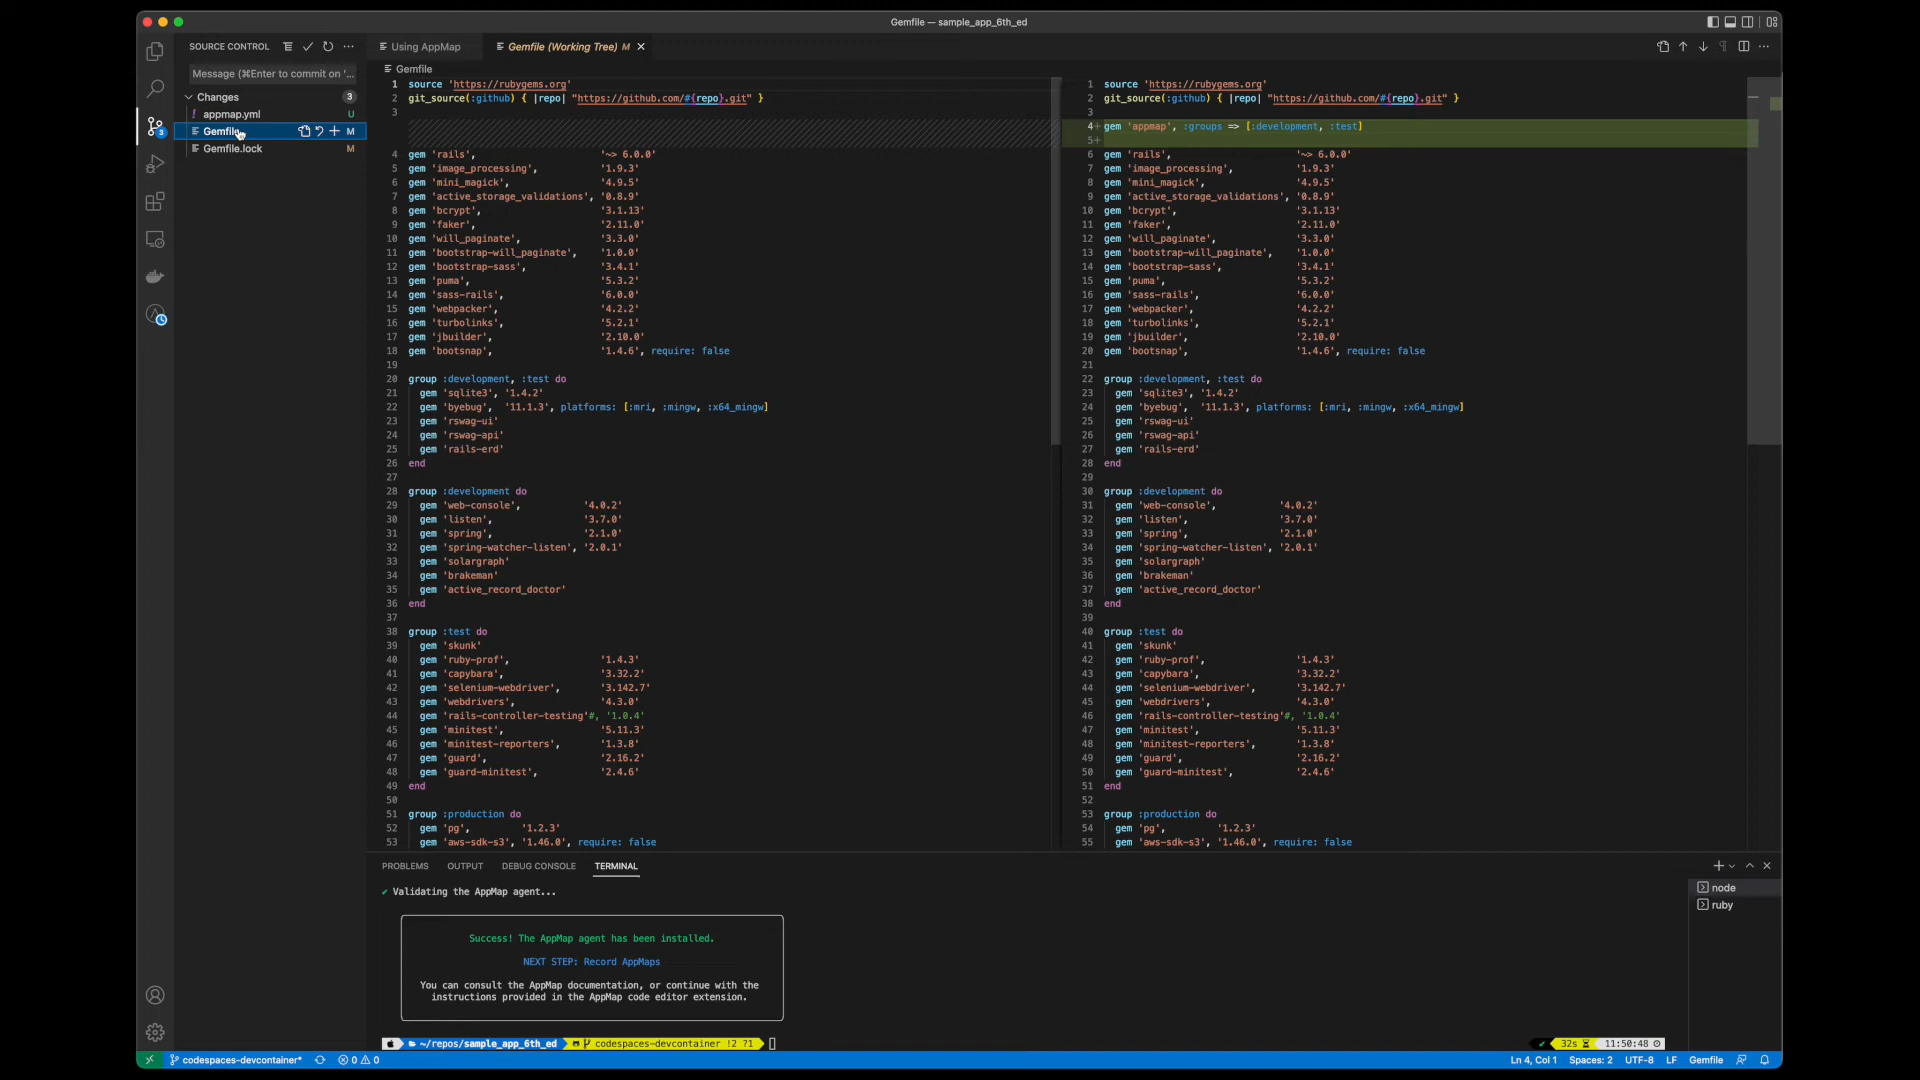 Gemfile — sample_app_6th_ed
SOURCE CONTROL
Using AppMap
Gemfile (Working Tree) M
Message (⌘Enter to commit on '...
Gemfile
Changes 3
appmap.yml U
Gemfile M
Gemfile.lock M
3
1 source 'https://rubygems.org'
2 git_source(:github) { |repo| "https://github.com/#{repo}.git" }
3
4 gem 'rails', '~> 6.0.0'
5 gem 'image_processing', '1.9.3'
6 gem 'mini_magick', '4.9.5'
7 gem 'active_storage_validations', '0.8.9'
8 gem 'bcrypt', '3.1.13'
9 gem 'faker', '2.11.0'
10 gem 'will_paginate', '3.3.0'
11 gem 'bootstrap-will_paginate', '1.0.0'
12 gem 'bootstrap-sass', '3.4.1'
13 gem 'puma', '5.3.2'
14 gem 'sass-rails', '6.0.0'
15 gem 'webpacker', '4.2.2'
16 gem 'turbolinks', '5.2.1'
17 gem 'jbuilder', '2.10.0'
18 gem 'bootsnap', '1.4.6', require: false
19
20 group :development, :test do
21 gem 'sqlite3', '1.4.2'
22 gem 'byebug', '11.1.3', platforms: [:mri, :mingw, :x64_mingw]
23 gem 'rswag-ui'
24 gem 'rswag-api'
25 gem 'rails-erd'
26 end
27
28 group :development do
29 gem 'web-console', '4.0.2'
30 gem 'listen', '3.7.0'
31 gem 'spring', '2.1.0'
32 gem 'spring-watcher-listen', '2.0.1'
33 gem 'solargraph'
34 gem 'brakeman'
35 gem 'active_record_doctor'
36 end
37
38 group :test do
39 gem 'skunk'
40 gem 'ruby-prof', '1.4.3'
41 gem 'capybara', '3.32.2'
42 gem 'selenium-webdriver', '3.142.7'
43 gem 'webdrivers', '4.3.0'
44 gem 'rails-controller-testing'#, '1.0.4'
45 gem 'minitest', '5.11.3'
46 gem 'minitest-reporters', '1.3.8'
47 gem 'guard', '2.16.2'
48 gem 'guard-minitest', '2.4.6'
49 end
50
51 group :production do
52 gem 'pg', '1.2.3'
53 gem 'aws-sdk-s3', '1.46.0', require: false
1 source 'https://rubygems.org'
2 git_source(:github) { |repo| "https://github.com/#{repo}.git" }
3
4+ gem 'appmap', :groups => [:development, :test]
5+
6 gem 'rails', '~> 6.0.0'
7 gem 'image_processing', '1.9.3'
8 gem 'mini_magick', '4.9.5'
9 gem 'active_storage_validations', '0.8.9'
10 gem 'bcrypt', '3.1.13'
11 gem 'faker', '2.11.0'
12 gem 'will_paginate', '3.3.0'
13 gem 'bootstrap-will_paginate', '1.0.0'
14 gem 'bootstrap-sass', '3.4.1'
15 gem 'puma', '5.3.2'
16 gem 'sass-rails', '6.0.0'
17 gem 'webpacker', '4.2.2'
18 gem 'turbolinks', '5.2.1'
19 gem 'jbuilder', '2.10.0'
20 gem 'bootsnap', '1.4.6', require: false
21
22 group :development, :test do
23 gem 'sqlite3', '1.4.2'
24 gem 'byebug', '11.1.3', platforms: [:mri, :mingw, :x64_mingw]
25 gem 'rswag-ui'
26 gem 'rswag-api'
27 gem 'rails-erd'
28 end
29
30 group :development do
31 gem 'web-console', '4.0.2'
32 gem 'listen', '3.7.0'
33 gem 'spring', '2.1.0'
34 gem 'spring-watcher-listen', '2.0.1'
35 gem 'solargraph'
36 gem 'brakeman'
37 gem 'active_record_doctor'
38 end
39
40 group :test do
41 gem 'skunk'
42 gem 'ruby-prof', '1.4.3'
43 gem 'capybara', '3.32.2'
44 gem 'selenium-webdriver', '3.142.7'
45 gem 'webdrivers', '4.3.0'
46 gem 'rails-controller-testing'#, '1.0.4'
47 gem 'minitest', '5.11.3'
48 gem 'minitest-reporters', '1.3.8'
49 gem 'guard', '2.16.2'
50 gem 'guard-minitest', '2.4.6'
51 end
52
53 group :production do
54 gem 'pg', '1.2.3'
55 gem 'aws-sdk-s3', '1.46.0', require: false
PROBLEMS OUTPUT DEBUG CONSOLE TERMINAL
✔ Validating the AppMap agent...
Success! The AppMap agent has been installed.
NEXT STEP: Record AppMaps
You can consult the AppMap documentation, or continue with the
instructions provided in the AppMap code editor extension.
node
ruby
~/repos/sample_app_6th_ed codespaces-devcontainer !2 ?1
✔ 32s 11:50:48
codespaces-devcontainer* 0 0
Ln 4, Col 1 Spaces: 2 UTF-8 LF Gemfile